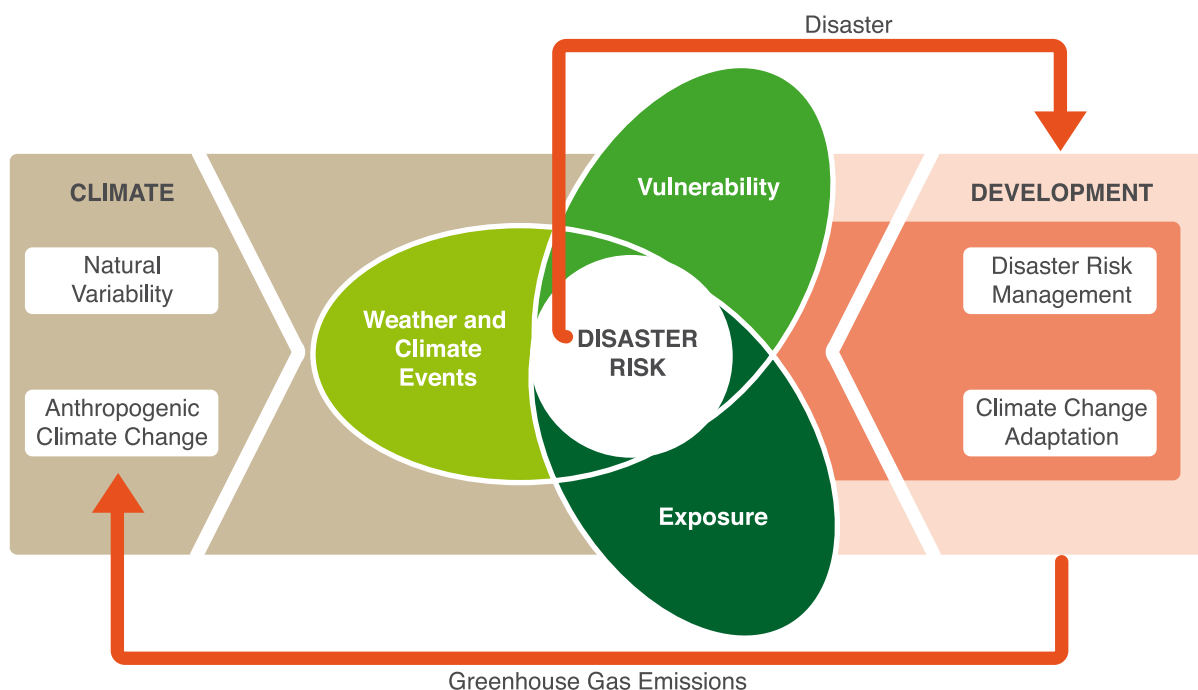 Disaster
CLIMATE
Natural
Variability
Anthropogenic
Climate Change
Weather and
Climate
Events
Vulnerability
DISASTER
RISK
Exposure
DEVELOPMENT
Disaster Risk
Management
Climate Change
Adaptation
Greenhouse Gas Emissions